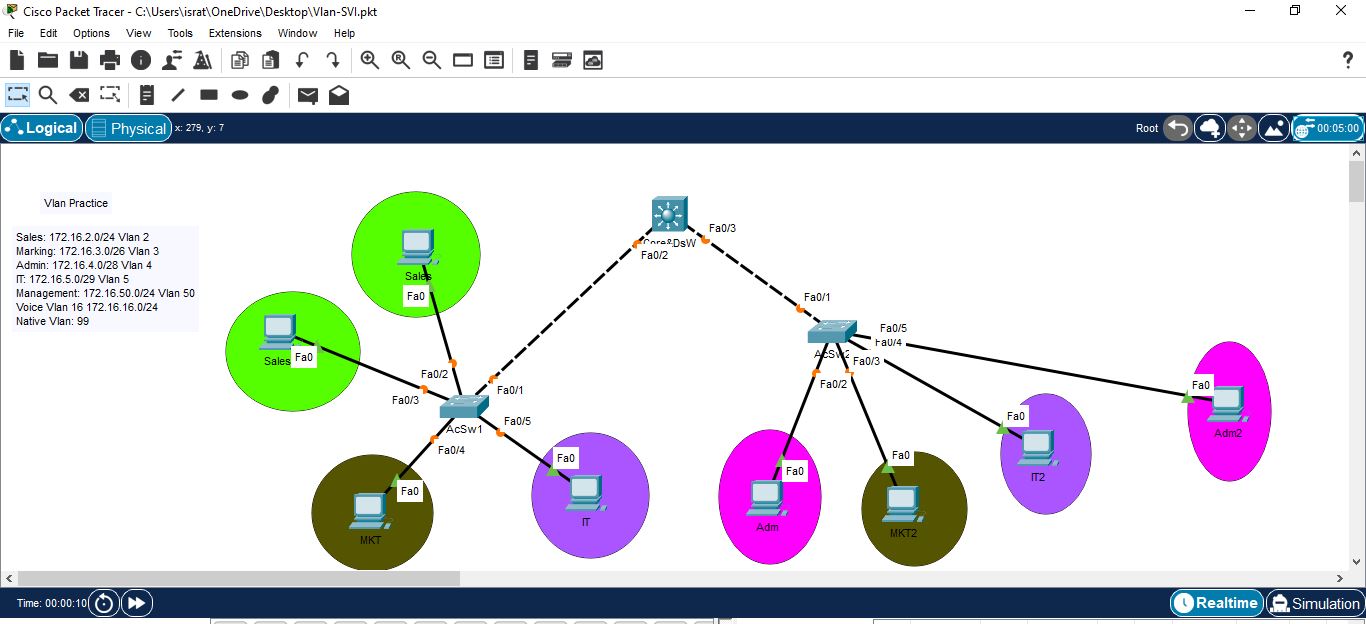 Cisco Packet Tracer - C:\Users\israt\OneDrive\Desktop\Vlan-SVI.pkt
File Edit Options View Tools Extensions Window Help
?
Logical
Physical
x: 279, y: 7
Root
00:05:00
Vlan Practice
Sales: 172.16.2.0/24 Vlan 2
Marking: 172.16.3.0/26 Vlan 3
Admin: 172.16.4.0/28 Vlan 4
IT: 172.16.5.0/29 Vlan 5
Management: 172.16.50.0/24 Vlan 50
Voice Vlan 16 172.16.16.0/24
Native Vlan: 99
Sales
Fa0
Sales
Fa0
Core&DsW
Fa0/2
Fa0/3
Fa0/2
Fa0/3
Fa0/1
AcSw1
Fa0/5
Fa0/4
Fa0
MKT
Fa0
IT
Fa0/1
AcSw2
Fa0/5
Fa0/4
Fa0/3
Fa0/2
Fa0
Adm
Fa0
MKT2
Fa0
IT2
Fa0
Adm2
Time: 00:00:10
Realtime
Simulation